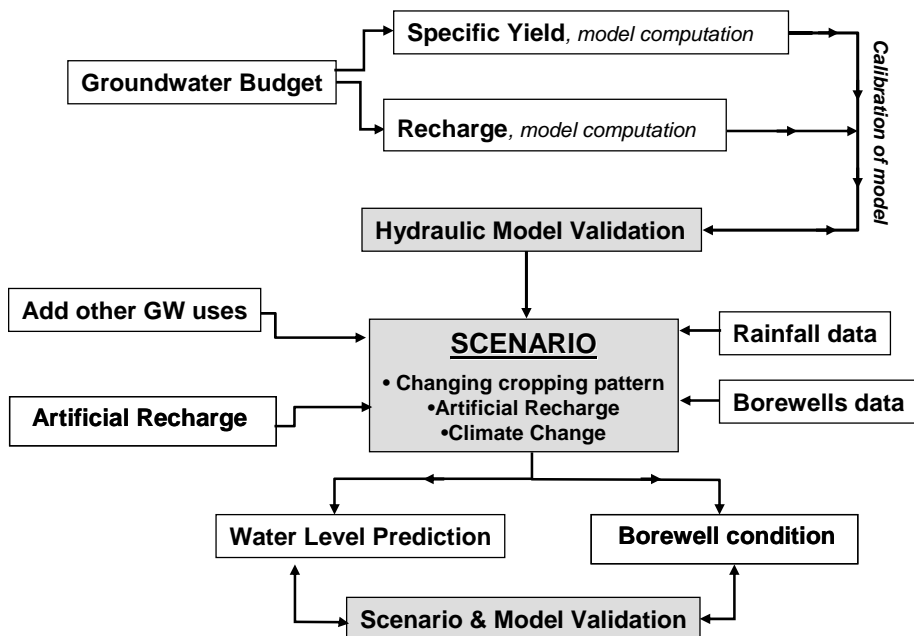 Specific Yield, model computation
Groundwater Budget
Recharge, model computation
Calibration of model
Hydraulic Model Validation
Add other GW uses
SCENARIO
Rainfall data
• Changing cropping pattern
•Artificial Recharge
•Climate Change
Artificial Recharge
Borewells data
Water Level Prediction
Borewell condition
Scenario & Model Validation